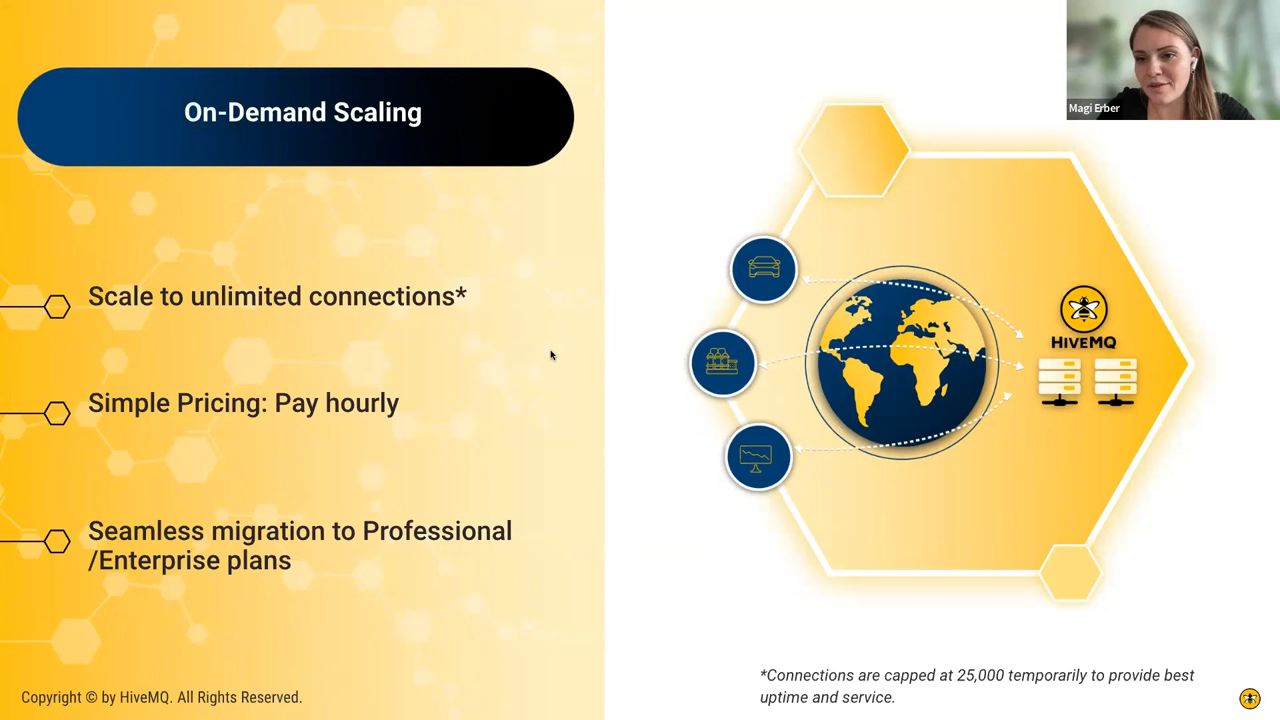 On-Demand Scaling
Scale to unlimited connections*
Simple Pricing: Pay hourly
Seamless migration to Professional
/Enterprise plans
Copyright © by HiveMQ. All Rights Reserved.
Magi Erber
HIVEMQ
*Connections are capped at 25,000 temporarily to provide best
uptime and service.